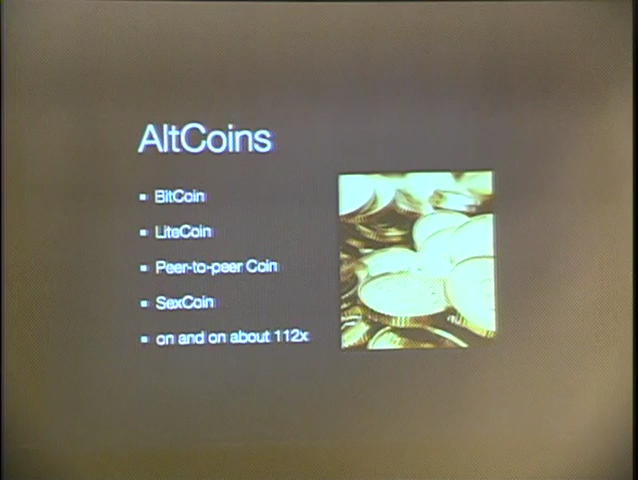 AltCoins
BitCoin
LiteCoin
Peer-to-peer Coin
SexCoin
on and on about 112x